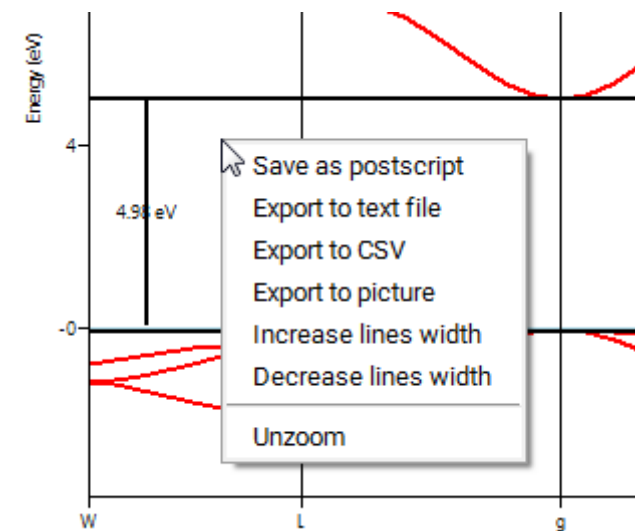 Energy (eV)
4
4.98 eV
-0
Save as postscript
Export to text file
Export to CSV
Export to picture
Increase lines width
Decrease lines width
Unzoom
W
L
g